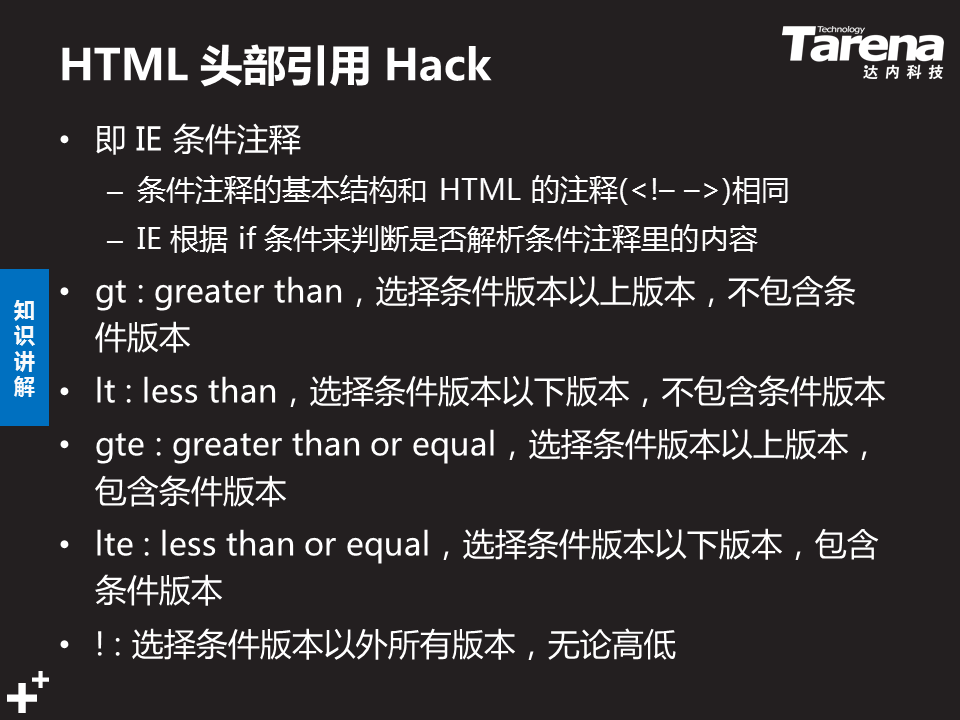 HTML 头部引用 Hack
Technology
Tarena
达内科技
• 即 IE 条件注释
– 条件注释的基本结构和 HTML 的注释(<!– –>)相同
– IE 根据 if 条件来判断是否解析条件注释里的内容
• gt : greater than，选择条件版本以上版本，不包含条
件版本
• lt : less than，选择条件版本以下版本，不包含条件版本
• gte : greater than or equal，选择条件版本以上版本，
包含条件版本
• lte : less than or equal，选择条件版本以下版本，包含
条件版本
• ! : 选择条件版本以外所有版本，无论高低
知
识
讲
解